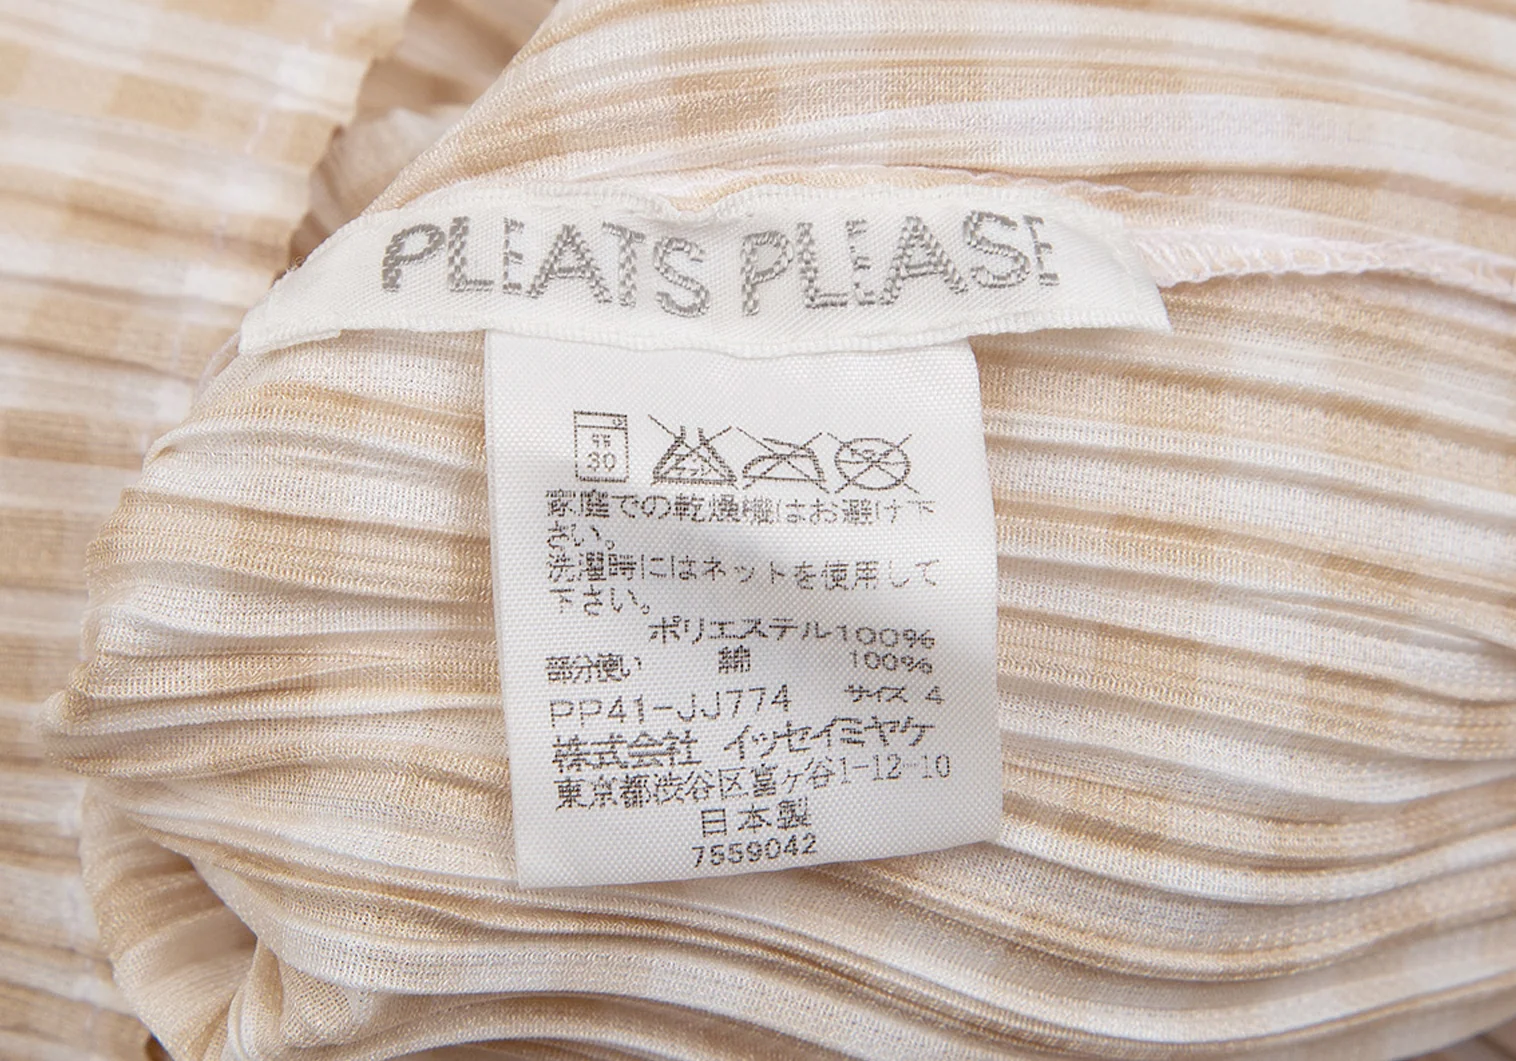 PLEATS PLEASE
弱
30
エンソ
家庭での乾燥機はお避け下
さい。
洗濯時にはネットを使用して
下さい。
ポリエステル100%
部分使い 綿 100%
PP41-JJ774 サイズ 4
株式会社 イッセイミヤケ
東京都渋谷区富ヶ谷1-12-10
日本製
7559042